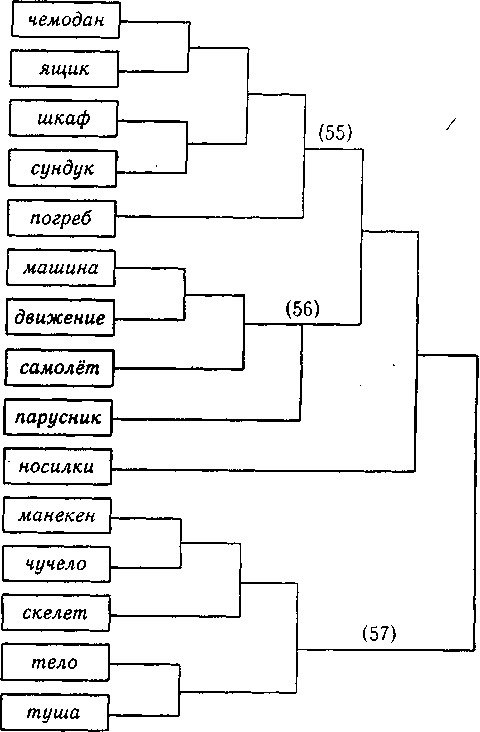 чемодан
ящик
шкаф
(55)
сундук
погреб
машина
движение
(56)
самолёт
парусник
носилки
манекен
чучело
скелет
(57)
тело
туша